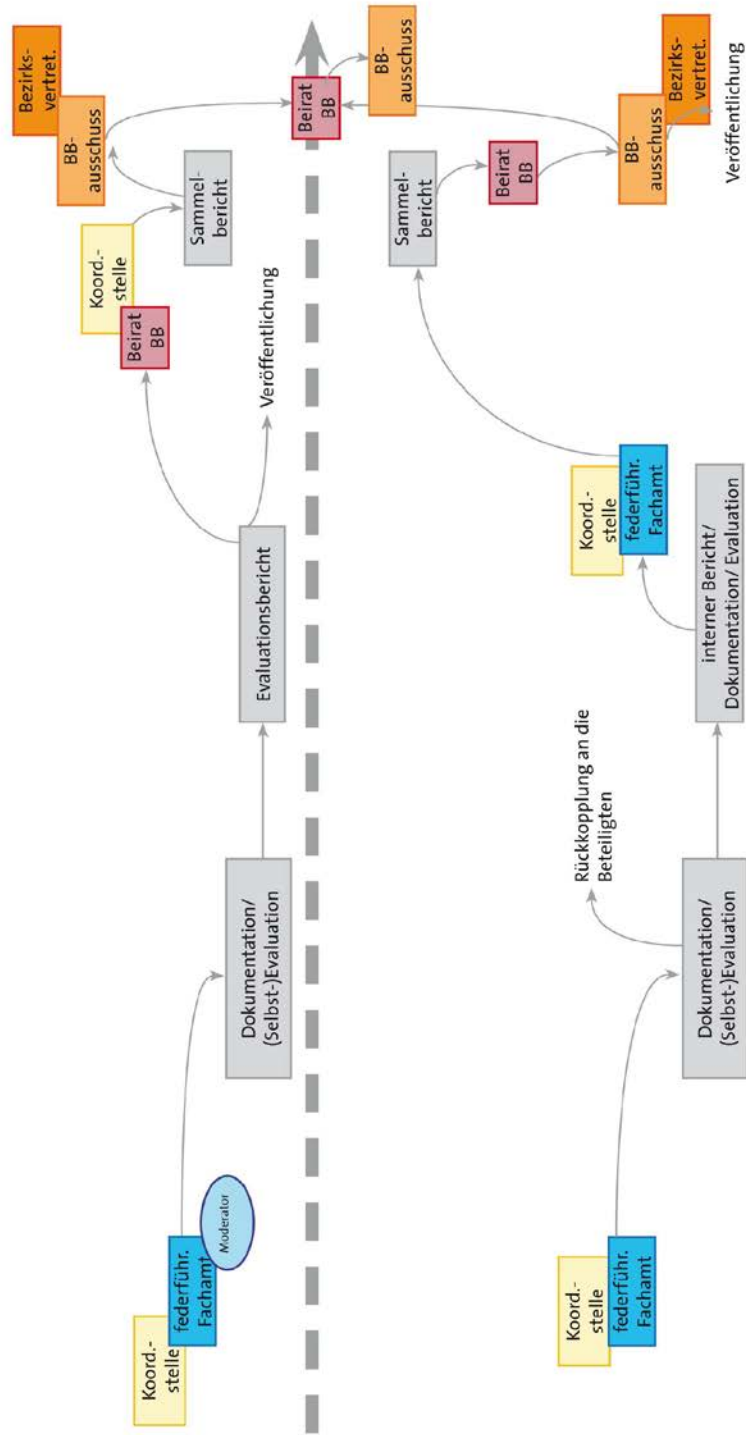 Koord.-
stelle
federführ.
Fachamt
Moderator
Dokumentation/
(Selbst-)Evaluation
Evaluationsbericht
Veröffentlichung
Beirat
BB
Koord.-
stelle
Sammel-
bericht
BB-
ausschuss
Bezirks-
vertret.
Beirat
BB
BB-
ausschuss
Koord.-
stelle
federführ.
Fachamt
Dokumentation/
(Selbst-)Evaluation
Rückkopplung an die
Beteiligten
interner Bericht/
Dokumentation/ Evaluation
Koord.-
stelle
federführ.
Fachamt
Sammel-
bericht
Beirat
BB
BB-
ausschuss
Bezirks-
vertret.
Veröffentlichung